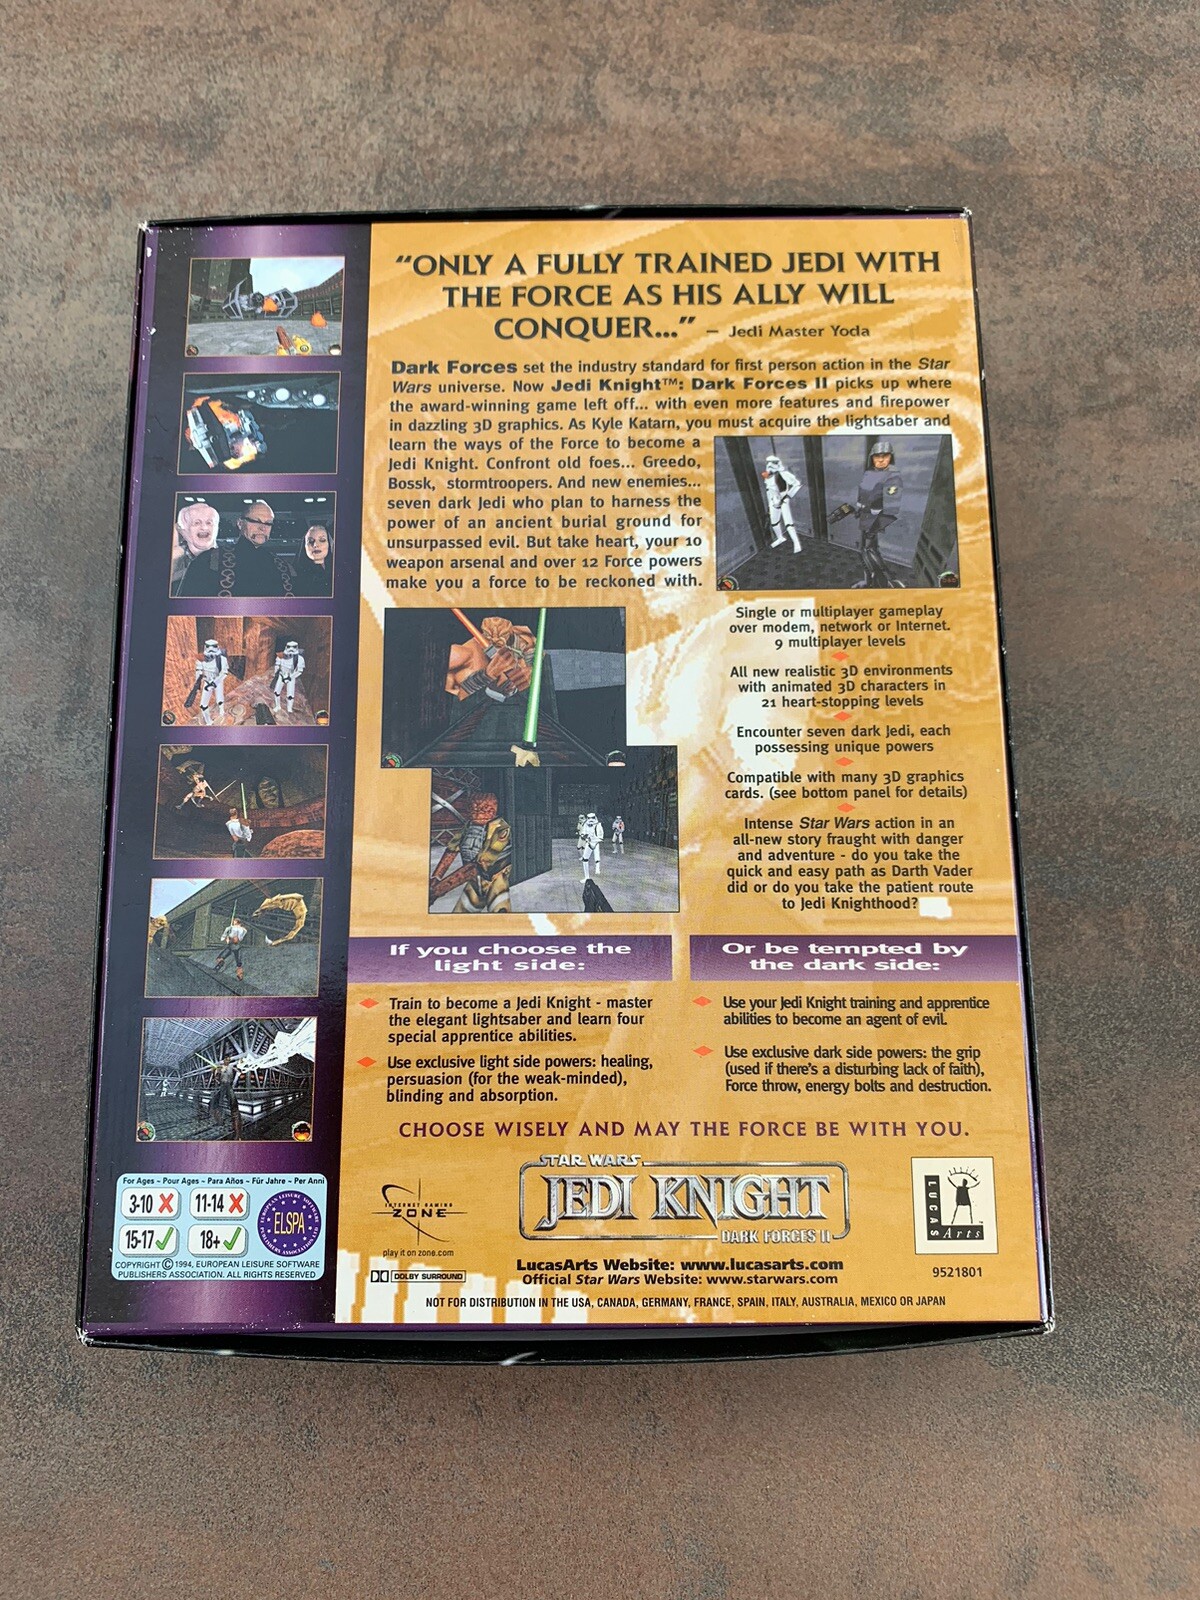 “ONLY A FULLY TRAINED JEDI WITH
THE FORCE AS HIS ALLY WILL
CONQUER...” – Jedi Master Yoda
Dark Forces set the industry standard for first person action in the Star
Wars universe. Now Jedi Knight™: Dark Forces II picks up where
the award-winning game left off... with even more features and firepower
in dazzling 3D graphics. As Kyle Katarn, you must acquire the lightsaber and
learn the ways of the Force to become a
Jedi Knight. Confront old foes... Greedo,
Bossk, stormtroopers. And new enemies...
seven dark Jedi who plan to harness the
power of an ancient burial ground for
unsurpassed evil. But take heart, your 10
weapon arsenal and over 12 Force powers
make you a force to be reckoned with.
Single or multiplayer gameplay
over modem, network or Internet.
9 multiplayer levels
All new realistic 3D environments
with animated 3D characters in
21 heart-stopping levels
Encounter seven dark Jedi, each
possessing unique powers
Compatible with many 3D graphics
cards. (see bottom panel for details)
Intense Star Wars action in an
all-new story fraught with danger
and adventure - do you take the
quick and easy path as Darth Vader
did or do you take the patient route
to Jedi Knighthood?
If you choose the
light side:
Train to become a Jedi Knight - master
the elegant lightsaber and learn four
special apprentice abilities.
Use exclusive light side powers: healing,
persuasion (for the weak-minded),
blinding and absorption.
Or be tempted by
the dark side:
Use your Jedi Knight training and apprentice
abilities to become an agent of evil.
Use exclusive dark side powers: the grip
(used if there's a disturbing lack of faith),
Force throw, energy bolts and destruction.
CHOOSE WISELY AND MAY THE FORCE BE WITH YOU.
For Ages ~ Pour Ages ~ Para Años ~ Für Jahre ~ Per Anni
3-10 11-14
15-17 18+
EUROPEAN LEISURE SOFTWARE PUBLISHERS ASSOCIATION LTD
ELSPA
COPYRIGHT © 1994, EUROPEAN LEISURE SOFTWARE
PUBLISHERS ASSOCIATION. ALL RIGHTS RESERVED
INTERNET GAMING
ZONE
play it on zone.com
DOLBY SURROUND
STAR WARS
JEDI KNIGHT
DARK FORCES II
LucasArts Website: www.lucasarts.com
Official Star Wars Website: www.starwars.com
LUCAS
Arts
™
9521801
NOT FOR DISTRIBUTION IN THE USA, CANADA, GERMANY, FRANCE, SPAIN, ITALY, AUSTRALIA, MEXICO OR JAPAN